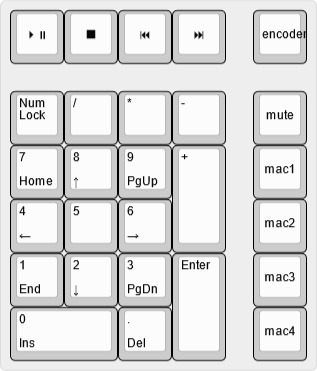 ⏵⏸ ⏹ ⏮ ⏭ encoder
Num
Lock / * - mute
7 8 9 + mac1
Home ↑ PgUp
4 5 6 mac2
← →
1 2 3 Enter mac3
End ↓ PgDn
0 . mac4
Ins Del